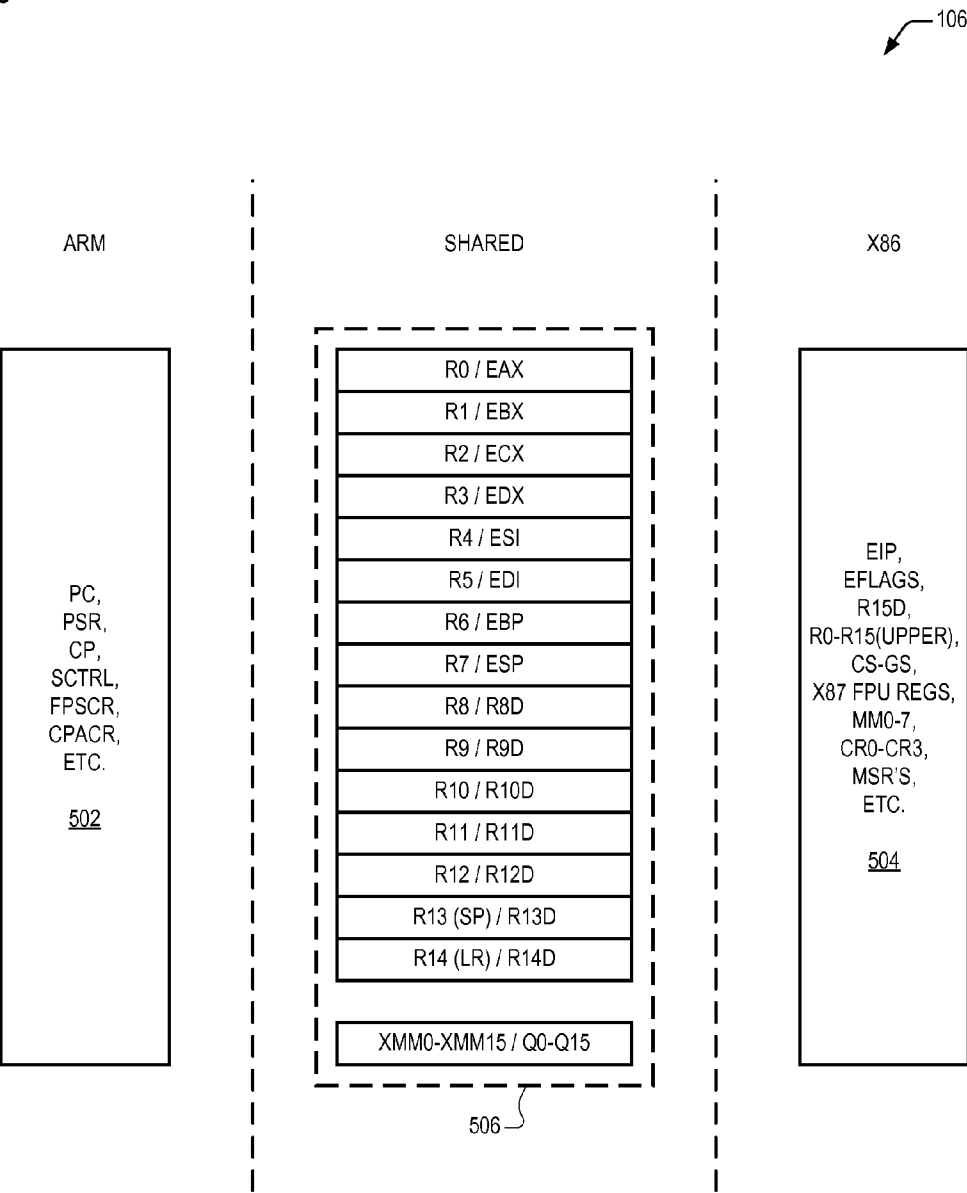 106
ARM
SHARED
X86
PC,
PSR,
CP,
SCTRL,
FPSCR,
CPACR,
ETC.
502
R0 / EAX
R1 / EBX
R2 / ECX
R3 / EDX
R4 / ESI
R5 / EDI
R6 / EBP
R7 / ESP
R8 / R8D
R9 / R9D
R10 / R10D
R11 / R11D
R12 / R12D
R13 (SP) / R13D
R14 (LR) / R14D
XMM0-XMM15 / Q0-Q15
506
EIP,
EFLAGS,
R15D,
R0-R15(UPPER),
CS-GS,
X87 FPU REGS,
MM0-7,
CR0-CR3,
MSR'S,
ETC.
504